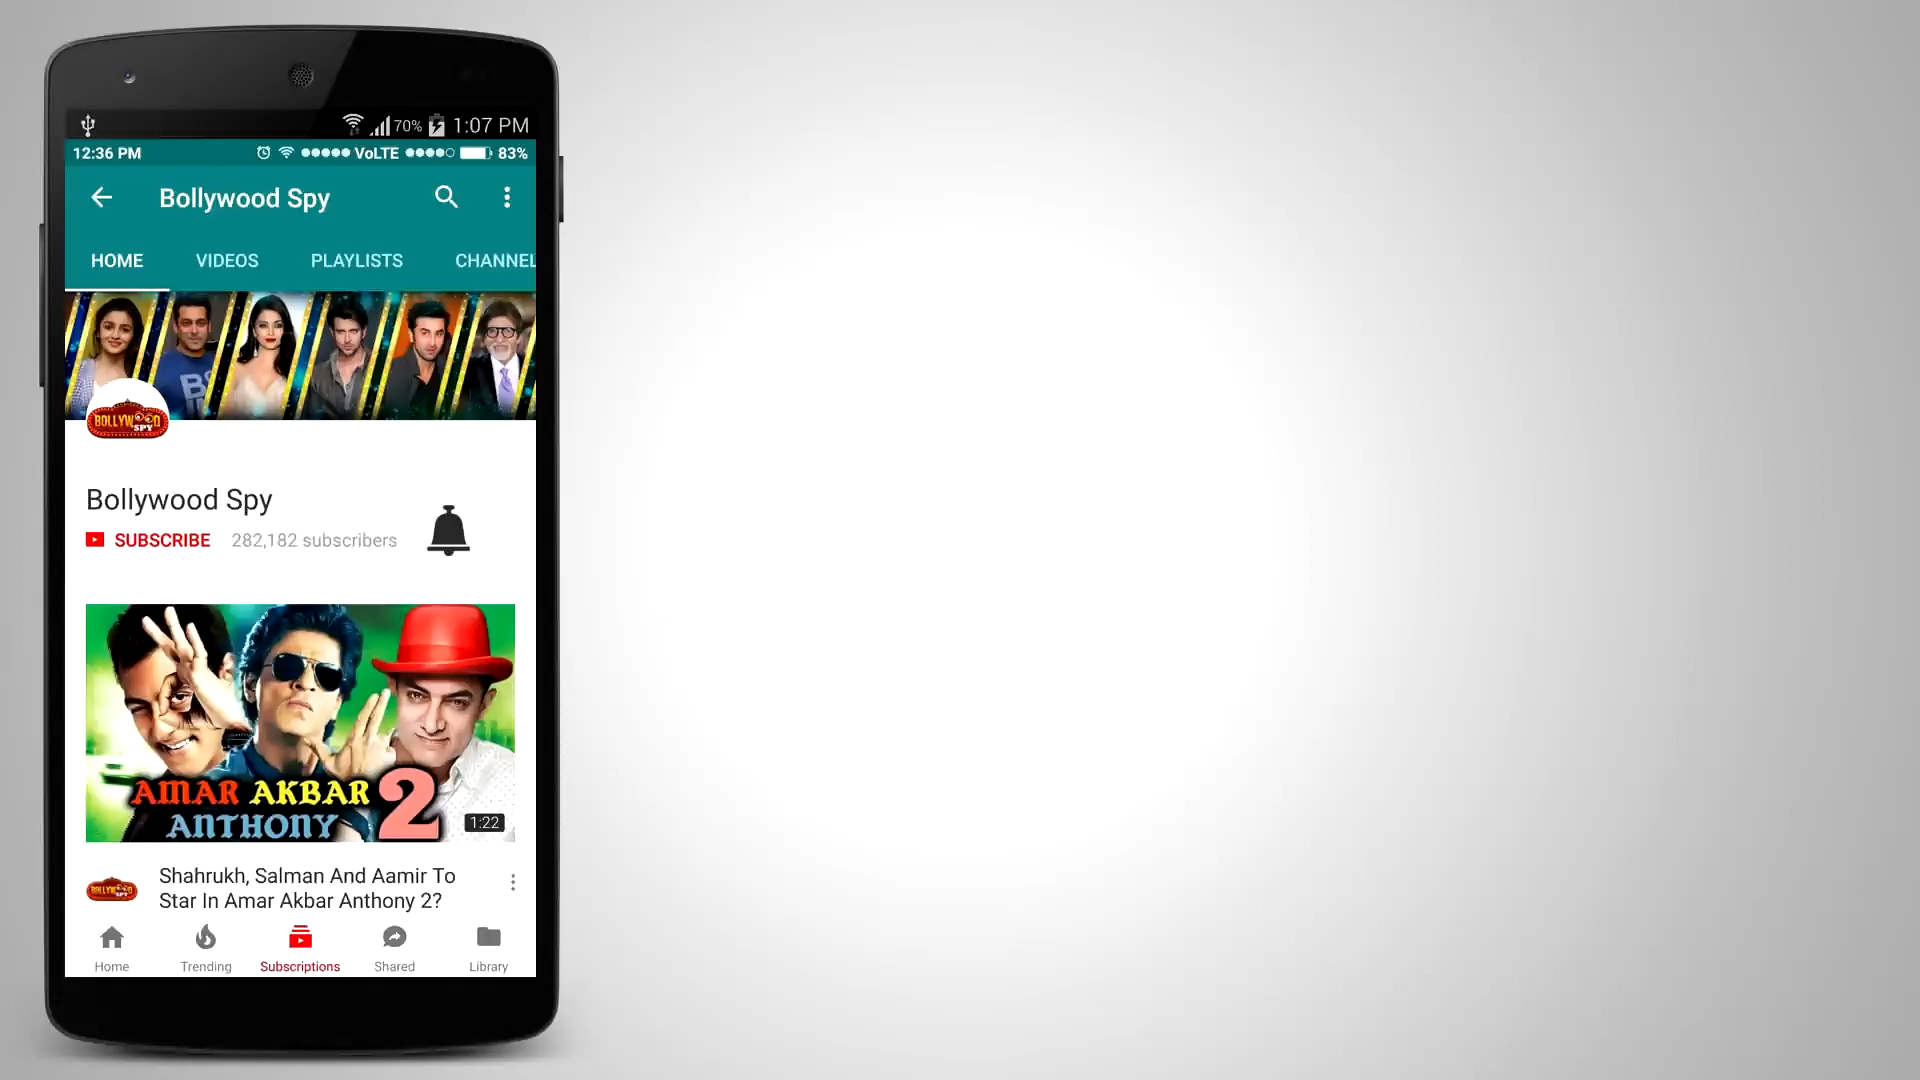 70% 1:07 PM
12:36 PM VoLTE 83%
Bollywood Spy
HOME VIDEOS PLAYLISTS CHANNEL
BOLLYWOOD
SPY
Bollywood Spy
SUBSCRIBE 282,182 subscribers
AMAR AKBAR
ANTHONY 2
1:22
Shahrukh, Salman And Aamir To
Star In Amar Akbar Anthony 2?
BOLLYWOOD
SPY
Home Trending Subscriptions Shared Library